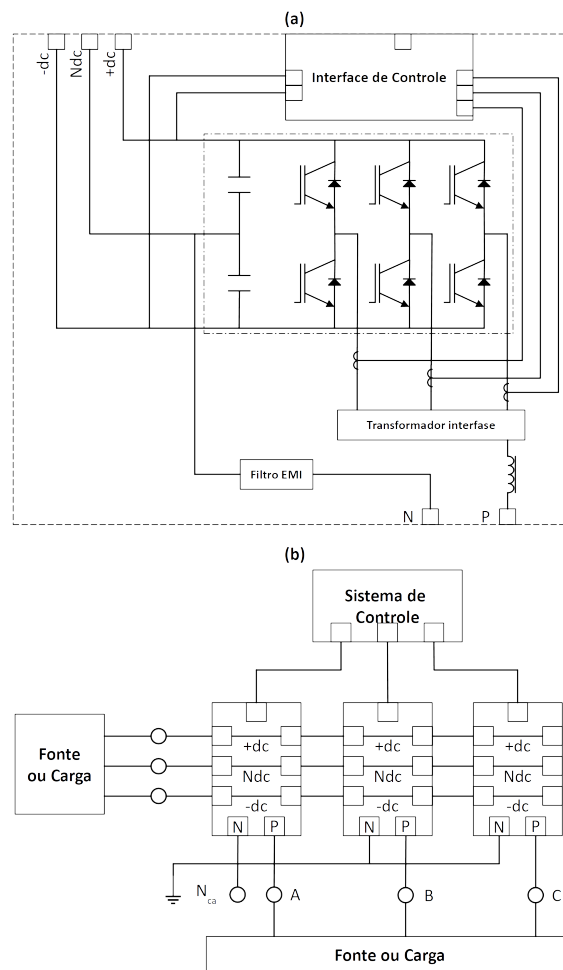 (a)
-dc
Ndc
+dc
Interface de Controle
Transformador interfase
Filtro EMI
N
P
(b)
Sistema de
Controle
Fonte
ou Carga
+dc
+dc
+dc
Ndc
Ndc
Ndc
-dc
-dc
-dc
N
P
N
P
N
P
Nca
A
B
C
Fonte ou Carga